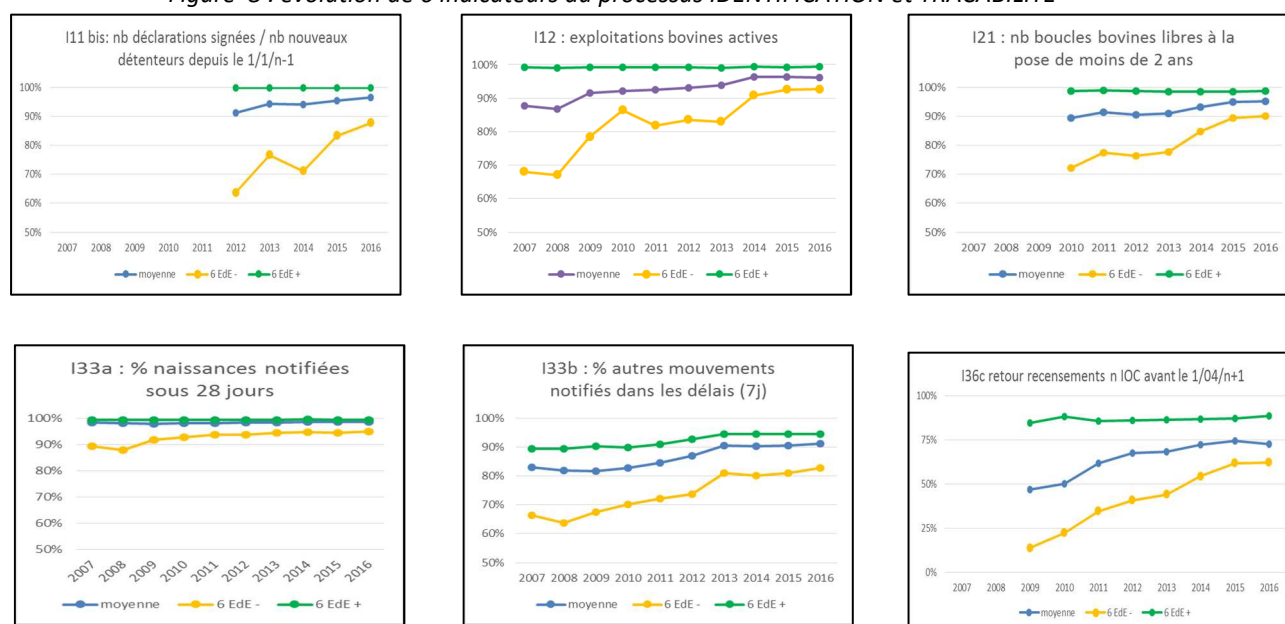 Figure : évolution de 6 indicateurs du processus IDENTIFICATION et TRACABILITE
I11 bis: nb déclarations signées / nb nouveaux
détenteurs depuis le 1/1/n-1
100%
90%
80%
70%
60%
50%
2007 2008 2009 2010 2011 2012 2013 2014 2015 2016
moyenne 6 EdE - 6 EdE +
I12 : exploitations bovines actives
100%
90%
80%
70%
60%
50%
2007 2008 2009 2010 2011 2012 2013 2014 2015 2016
moyenne 6 EdE - 6 EdE +
I21 : nb boucles bovines libres à la
pose de moins de 2 ans
100%
90%
80%
70%
60%
50%
2007 2008 2009 2010 2011 2012 2013 2014 2015 2016
moyenne 6 EdE - 6 EdE +
I33a : % naissances notifiées
sous 28 jours
100%
90%
80%
70%
60%
50%
2007 2008 2009 2010 2011 2012 2013 2014 2015 2016
moyenne 6 EdE - 6 EdE +
I33b : % autres mouvements
notifiés dans les délais (7j)
100%
90%
80%
70%
60%
50%
2007 2008 2009 2010 2011 2012 2013 2014 2015 2016
moyenne 6 EdE - 6 EdE +
I36c retour recensements n IOC avant le 1/04/n+1
100%
75%
50%
25%
0%
2007 2008 2009 2010 2011 2012 2013 2014 2015 2016
moyenne 6 EdE - 6 EdE +